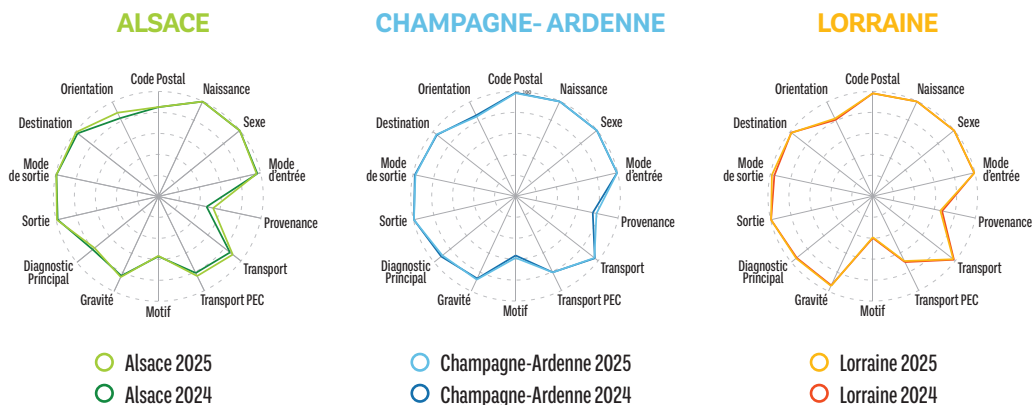 ALSACE
Code Postal
Naissance
Sexe
Mode
d'entrée
Provenance
Transport
Transport PEC
Motif
Gravité
Diagnostic
Principal
Sortie
Mode
de sortie
Destination
Orientation
Alsace 2025
Alsace 2024
CHAMPAGNE- ARDENNE
Code Postal
100
Naissance
Sexe
Mode
d'entrée
Provenance
Transport
Transport PEC
Motif
Gravité
Diagnostic
Principal
Sortie
Mode
de sortie
Destination
Orientation
Champagne-Ardenne 2025
Champagne-Ardenne 2024
LORRAINE
Code Postal
Naissance
Sexe
Mode
d'entrée
Provenance
Transport
Transport PEC
Motif
Gravité
Diagnostic
Principal
Sortie
Mode
de sortie
Destination
Orientation
Lorraine 2025
Lorraine 2024